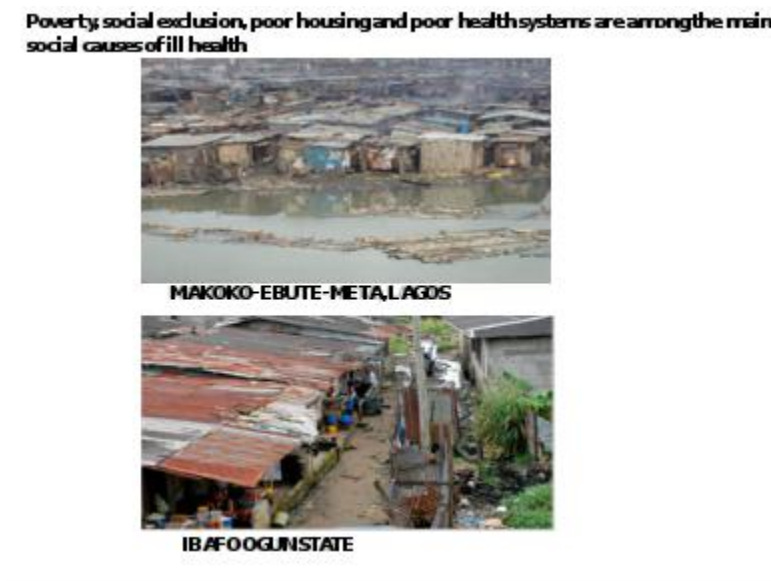 Poverty, social exclusion, poor housing and poor health systems are among the main
social causes of ill health
MAKOKO-EBUTE-META, LAGOS
IBAFO OGUN STATE